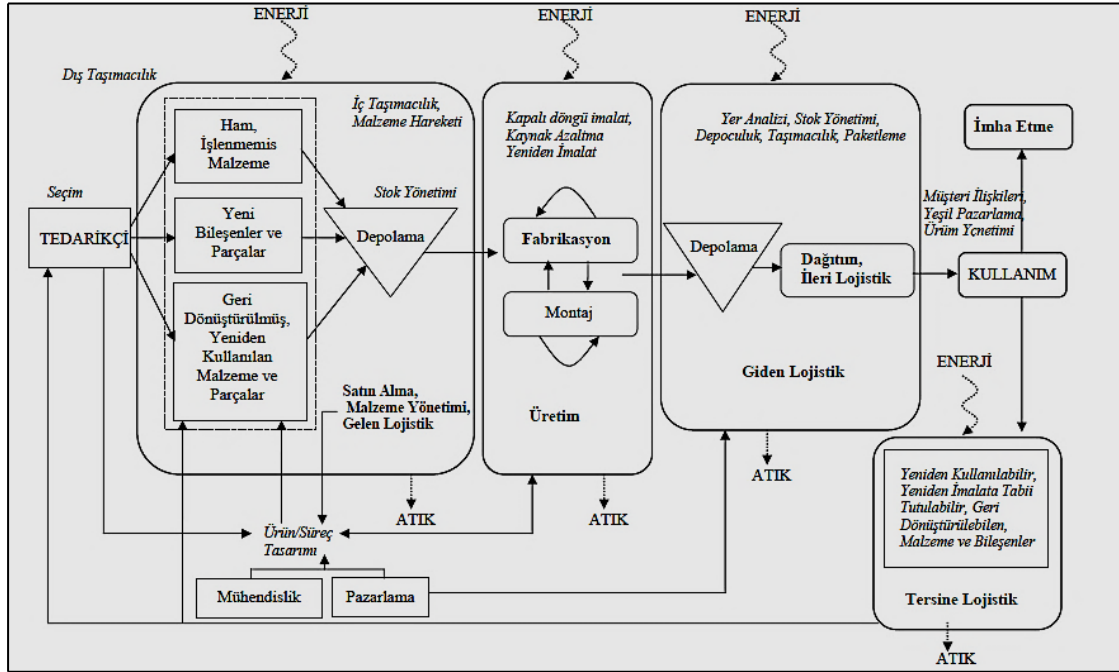 ENERJİ
ENERJİ
ENERJİ
Dış Taşımacılık
İç Taşımacılık,
Malzeme Hareketi
Ham,
İşlenmemis
Malzeme
Seçim
TEDARİKÇİ
Yeni
Bileşenler ve
Parçalar
Stok Yönetimi
Depolama
Geri
Dönüştürülmüş,
Yeniden
Kullanılan
Malzeme ve
Parçalar
Satın Alma,
Malzeme Yönetimi,
Gelen Lojistik
Kapalı döngü imalat,
Kaynak Azaltma
Yeniden İmalat
Fabrikasyon
Montaj
Üretim
Yer Analizi, Stok Yönetimi,
Depoculuk, Taşımacılık, Paketleme
Depolama
Dağıtım,
İleri Lojistik
Giden Lojistik
İmha Etme
Müşteri İlişkileri,
Yeşil Pazarlama,
Ürüm Yçnetimi
KULLANIM
ENERJİ
Yeniden Kullanılabilir,
Yeniden İmalata Tabii
Tutulabilir, Geri
Dönüştürülebilen,
Malzeme ve Bileşenler
Tersine Lojistik
ATIK
ATIK
ATIK
ATIK
Ürün/Süreç
Tasarımı
Mühendislik
Pazarlama